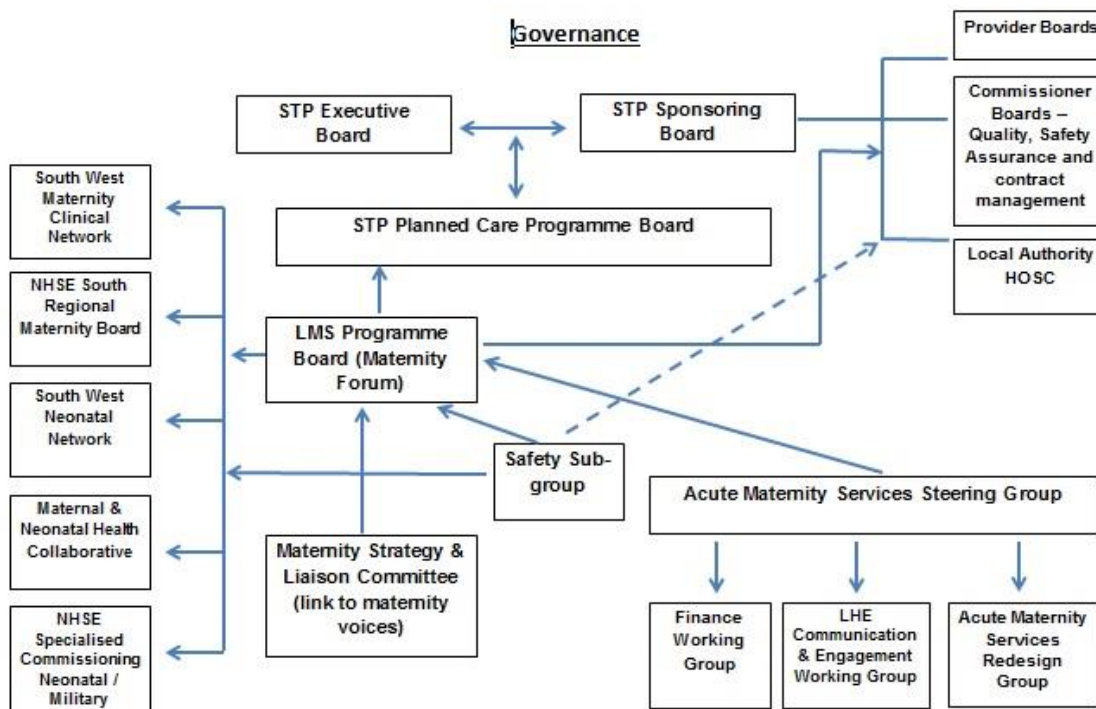 Governance
Provider Boards
STP Executive
Board
STP Sponsoring
Board
Commissioner
Boards –
Quality, Safety
Assurance and
contract
management
South West
Maternity
Clinical
Network
STP Planned Care Programme Board
Local Authority
HOSC
NHSE South
Regional
Maternity Board
LMS Programme
Board (Maternity
Forum)
South West
Neonatal
Network
Safety Sub-
group
Acute Maternity Services Steering Group
Maternal &
Neonatal Health
Collaborative
Maternity Strategy &
Liaison Committee
(link to maternity
voices)
NHSE
Specialised
Commissioning
Neonatal /
Military
Finance
Working
Group
LHE
Communication
& Engagement
Working Group
Acute Maternity
Services
Redesign
Group